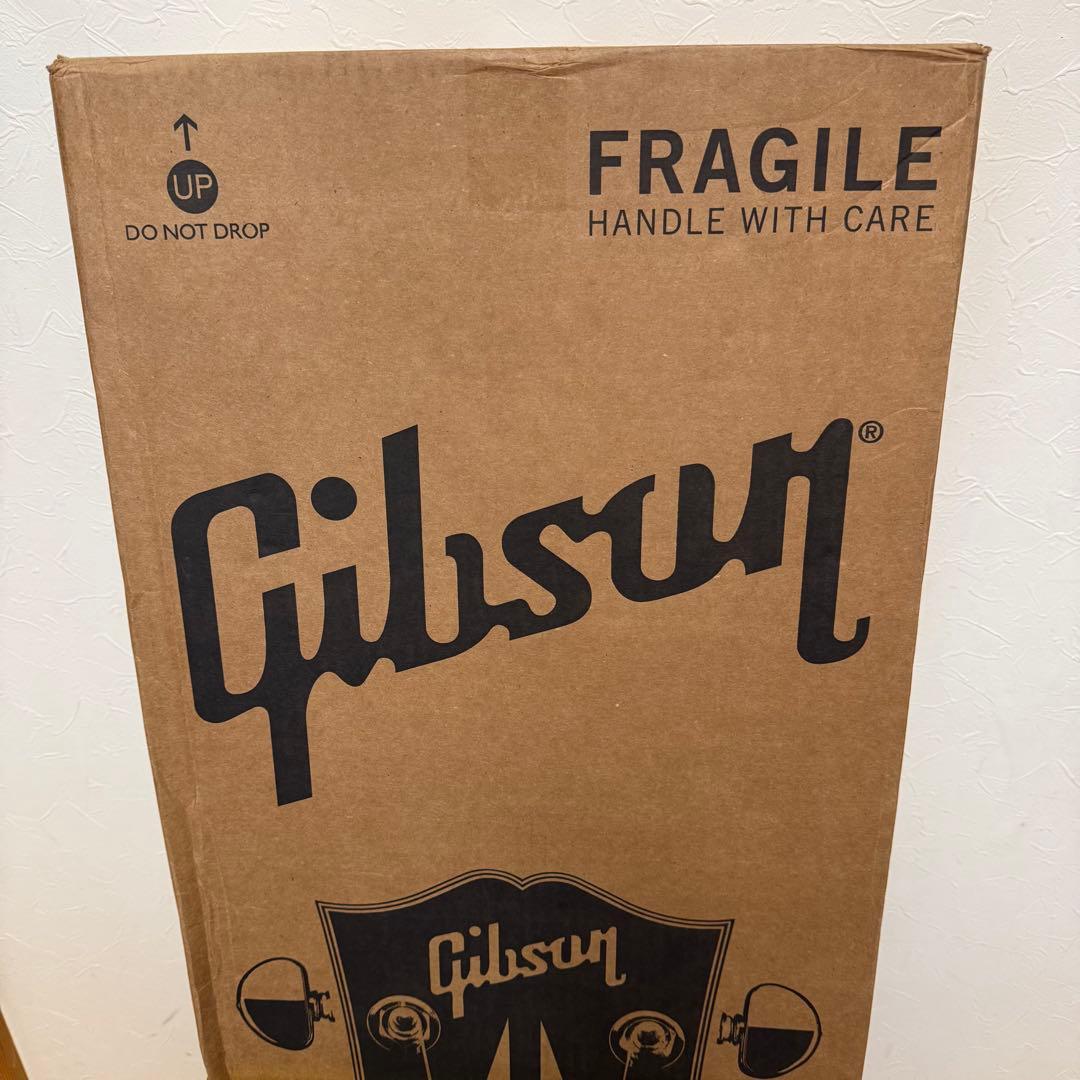 UP
DO NOT DROP
FRAGILE
HANDLE WITH CARE
Gibson®
Gibson